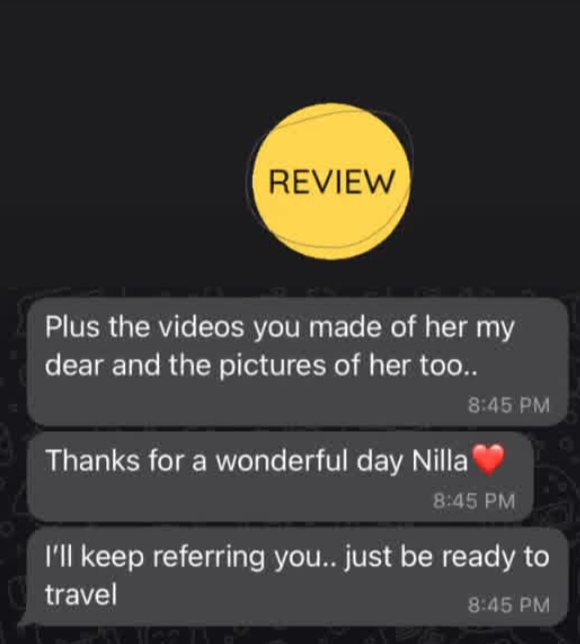 REVIEW
Plus the videos you made of her my
dear and the pictures of her too..
8:45 PM
Thanks for a wonderful day Nilla❤️
8:45 PM
I’ll keep referring you.. just be ready to
travel
8:45 PM